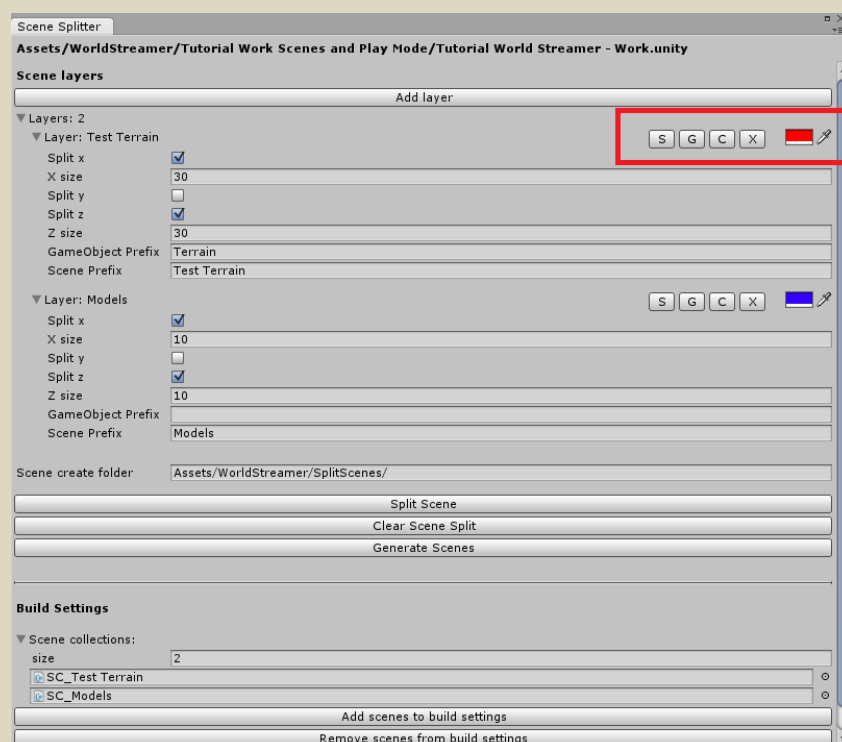 Scene Splitter
Assets/WorldStreamer/Tutorial Work Scenes and Play Mode/Tutorial World Streamer - Work.unity
Scene layers
Add layer
Layers: 2
Layer: Test Terrain S G C X
Split x
X size 30
Split y
Split z
Z size 30
GameObject Prefix Terrain
Scene Prefix Test Terrain
Layer: Models S G C X
Split x
X size 10
Split y
Split z
Z size 10
GameObject Prefix
Scene Prefix Models
Scene create folder Assets/WorldStreamer/SplitScenes/
Split Scene
Clear Scene Split
Generate Scenes
Build Settings
Scene collections:
size 2
SC_Test Terrain
SC_Models
Add scenes to build settings
Remove scenes from build settings